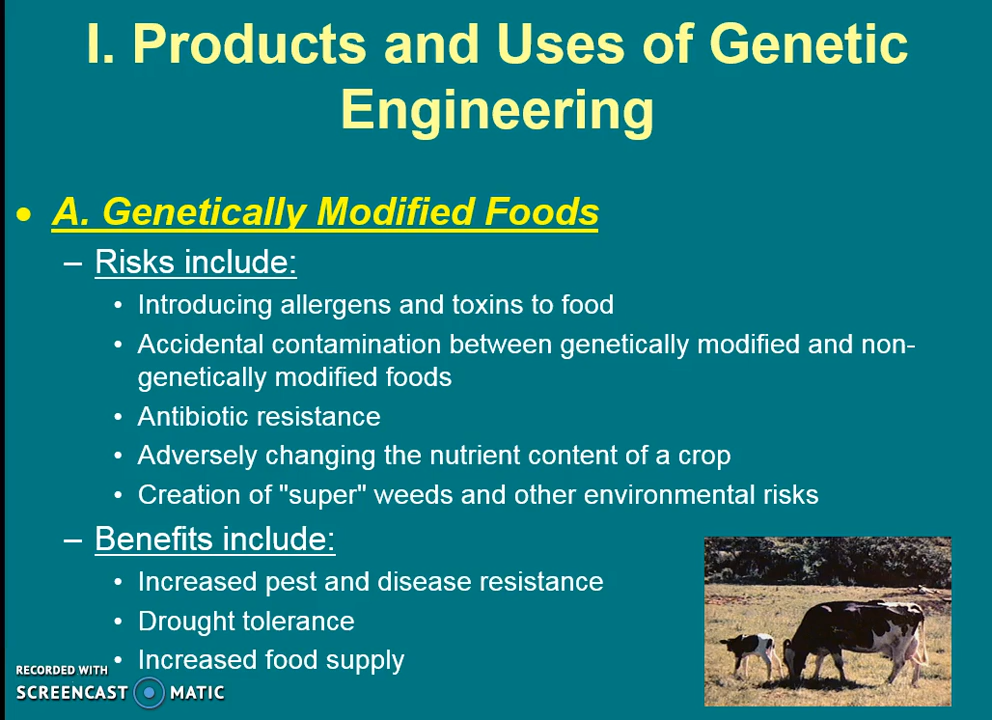 I. Products and Uses of Genetic
Engineering
• A. Genetically Modified Foods
– Risks include:
• Introducing allergens and toxins to food
• Accidental contamination between genetically modified and non-
genetically modified foods
• Antibiotic resistance
• Adversely changing the nutrient content of a crop
• Creation of "super" weeds and other environmental risks
– Benefits include:
• Increased pest and disease resistance
• Drought tolerance
• Increased food supply
RECORDED WITH
SCREENCAST MATIC